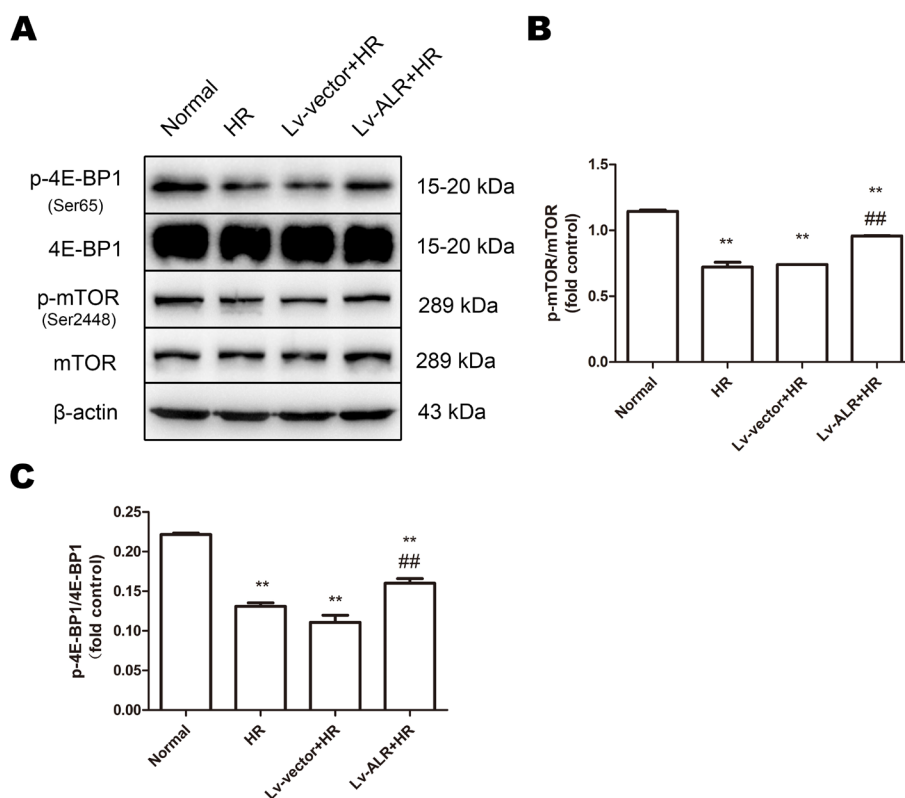 A
Normal
HR
Lv-vector+HR
Lv-ALR+HR
p-4E-BP1
(Ser65)
15-20 kDa
4E-BP1
15-20 kDa
p-mTOR
(Ser2448)
289 kDa
mTOR
289 kDa
β-actin
43 kDa
B
p-mTOR/mTOR
(fold control)
1.5
1.0
0.5
0.0
**
**
**
##
Normal
HR
Lv-vector+HR
Lv-ALR+HR
C
p-4E-BP1/4E-BP1
(fold control)
0.25
0.20
0.15
0.10
0.05
0.00
**
**
**
##
Normal
HR
Lv-vector+HR
Lv-ALR+HR